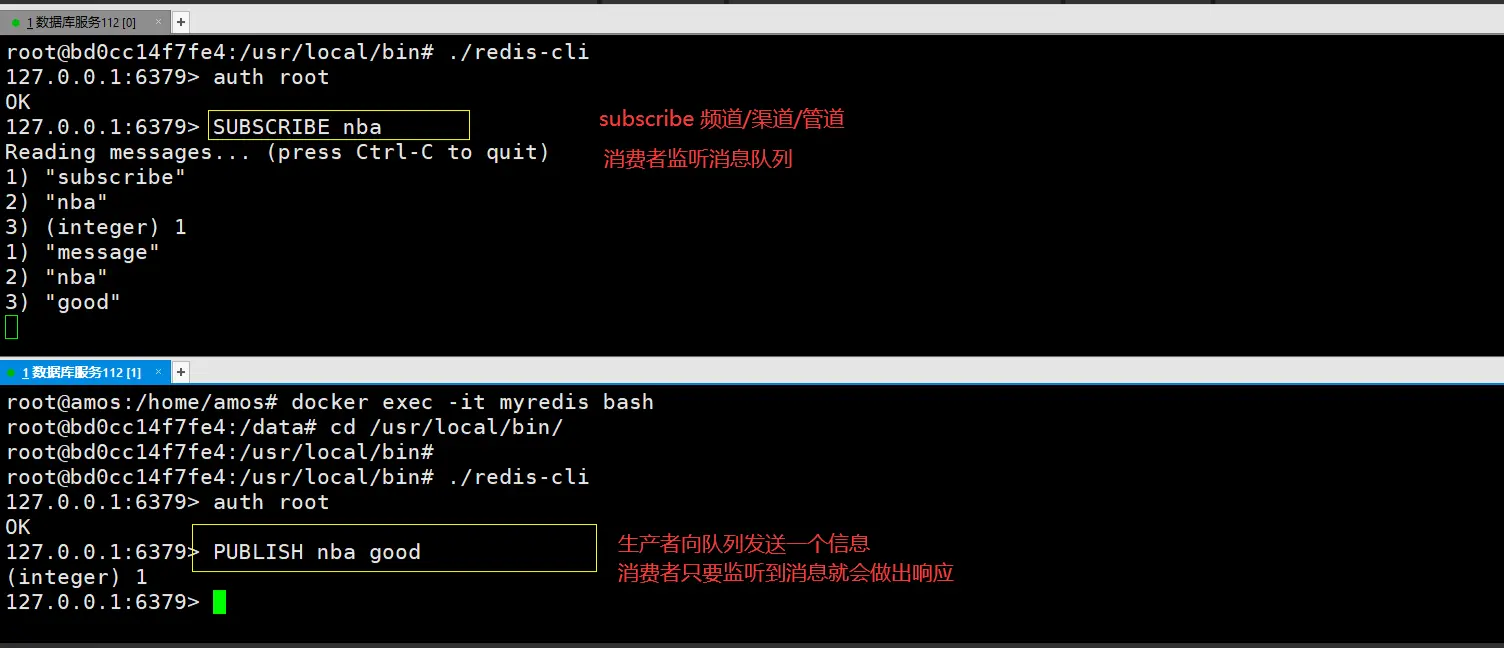 1 数据库服务112 [0] × +
root@bd0cc14f7fe4:/usr/local/bin# ./redis-cli
127.0.0.1:6379> auth root
OK
127.0.0.1:6379> SUBSCRIBE nba
subscribe 频道/渠道/管道
Reading messages... (press Ctrl-C to quit)
消费者监听消息队列
1) "subscribe"
2) "nba"
3) (integer) 1
1) "message"
2) "nba"
3) "good"
1 数据库服务112 [1] × +
root@amos:/home/amos# docker exec -it myredis bash
root@bd0cc14f7fe4:/data# cd /usr/local/bin/
root@bd0cc14f7fe4:/usr/local/bin#
root@bd0cc14f7fe4:/usr/local/bin# ./redis-cli
127.0.0.1:6379> auth root
OK
127.0.0.1:6379> PUBLISH nba good
生产者向队列发送一个信息
(integer) 1
消费者只要监听到消息就会做出响应
127.0.0.1:6379>